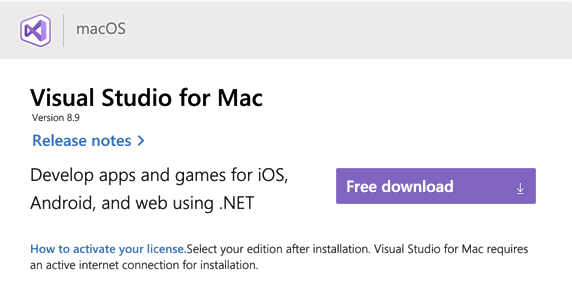 macOS
Visual Studio for Mac
Version 8.9
Release notes >
Develop apps and games for iOS,
Android, and web using .NET
Free download
How to activate your license.Select your edition after installation. Visual Studio for Mac requires
an active internet connection for installation.